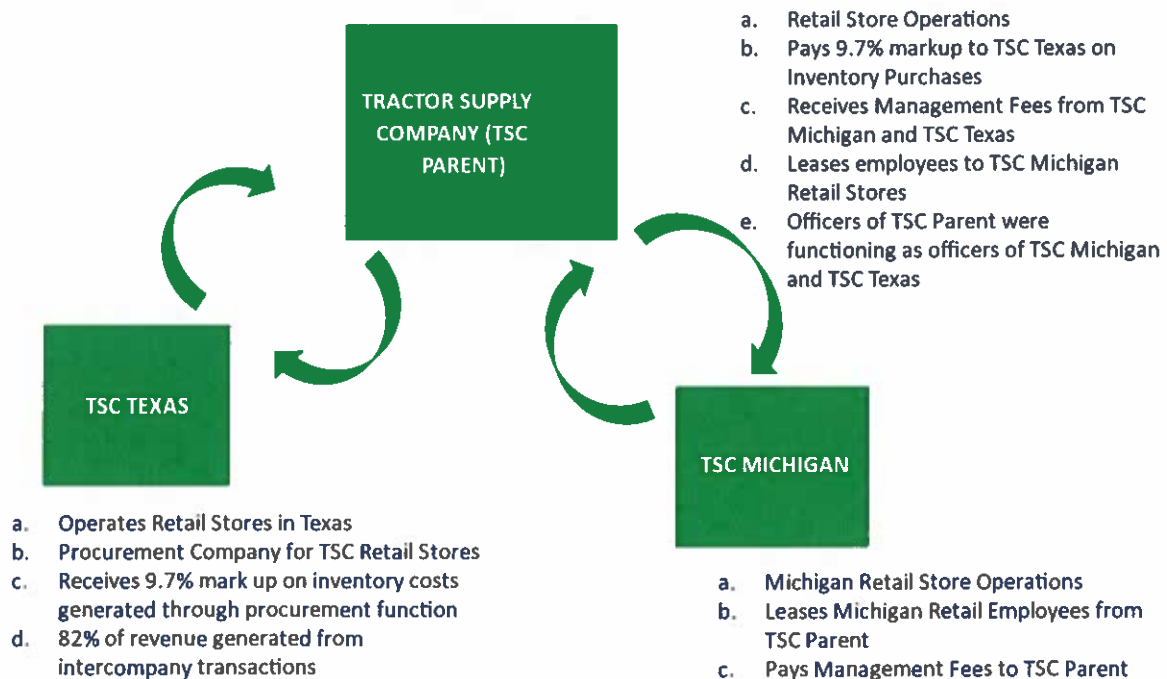 a. Retail Store Operations
b. Pays 9.7% markup to TSC Texas on
Inventory Purchases
c. Receives Management Fees from TSC
Michigan and TSC Texas
d. Leases employees to TSC Michigan
Retail Stores
e. Officers of TSC Parent were
functioning as officers of TSC Michigan
and TSC Texas
TRACTOR SUPPLY
COMPANY (TSC
PARENT)
TSC TEXAS
TSC MICHIGAN
a. Operates Retail Stores in Texas
b. Procurement Company for TSC Retail Stores
c. Receives 9.7% mark up on inventory costs
generated through procurement function
d. 82% of revenue generated from
intercompany transactions
a. Michigan Retail Store Operations
b. Leases Michigan Retail Employees from
TSC Parent
c. Pays Management Fees to TSC Parent